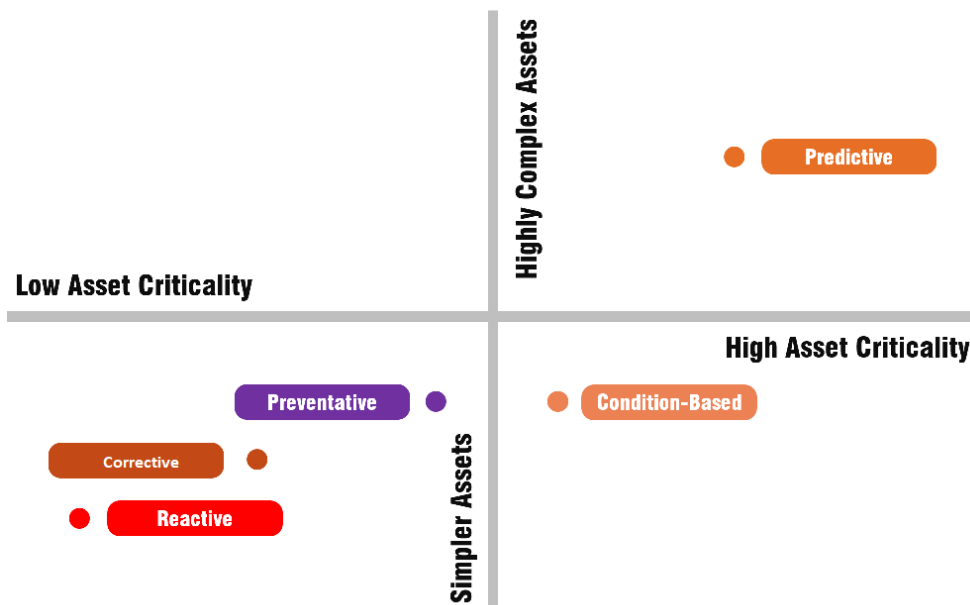 Highly Complex Assets
Predictive
Low Asset Criticality
High Asset Criticality
Preventative
Condition-Based
Corrective
Simpler Assets
Reactive